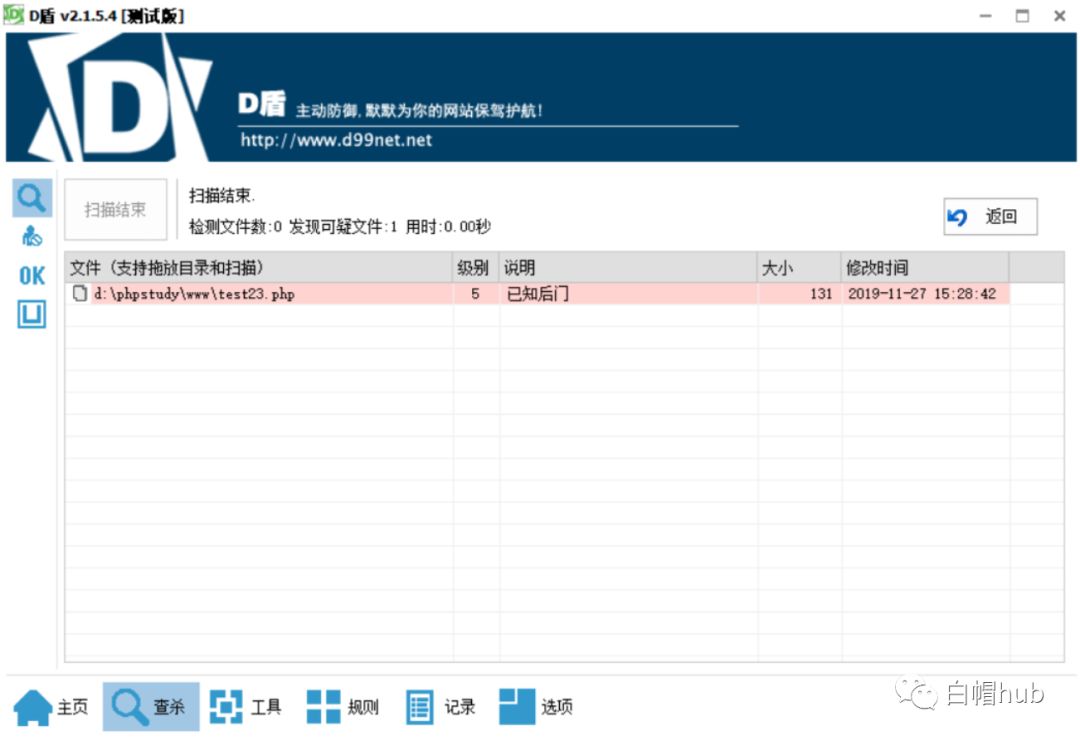 D盾 v2.1.5.4 [测试版]
D盾 主动防御,默默为你的网站保驾护航!
http://www.d99net.net
扫描结束
扫描结束.
检测文件数:0 发现可疑文件:1 用时:0.00秒
返回
OK
文件 (支持拖放目录和扫描) 级别 说明 大小 修改时间
d:\phpstudy\www\test23.php 5 已知后门 131 2019-11-27 15:28:42
主页 查杀 工具 规则 记录 选项
白帽hub